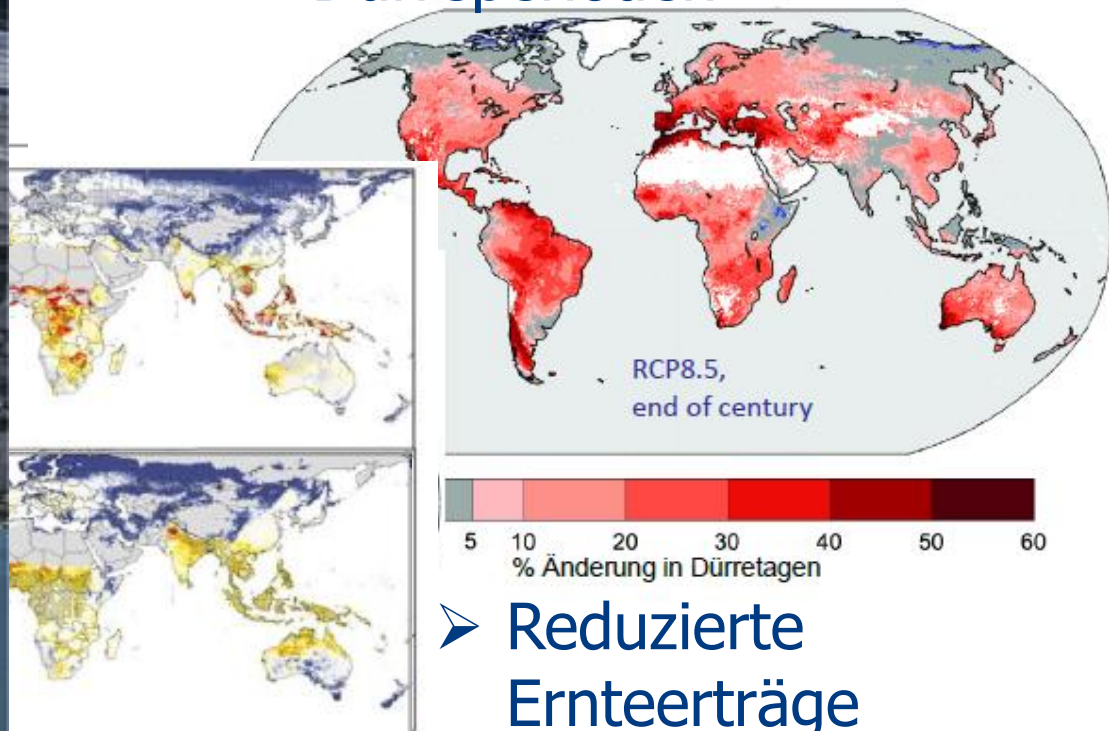 RCP8.5,
end of century
5 10 20 30 40 50 60
% Änderung in Dürretagen
➢ Reduzierte
Ernteerträge